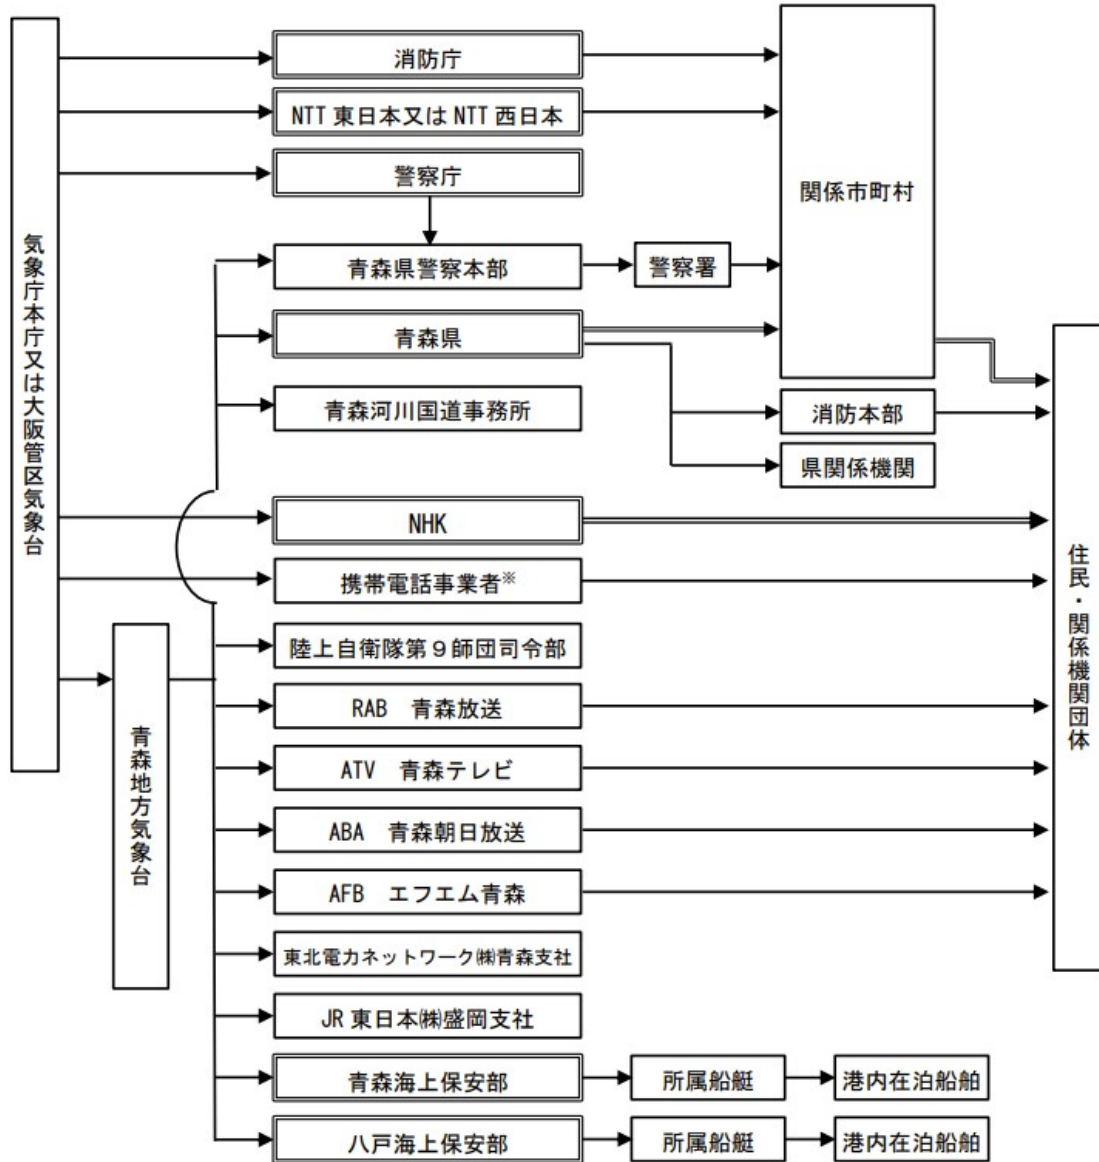 気象庁本庁又は大阪管区気象台
青森地方気象台
消防庁
NTT 東日本又は NTT 西日本
警察庁
青森県警察本部
警察署
関係市町村
青森県
青森河川国道事務所
消防本部
県関係機関
NHK
携帯電話事業者※
陸上自衛隊第９師団司令部
RAB　青森放送
ATV　青森テレビ
ABA　青森朝日放送
AFB　エフエム青森
東北電力ネットワーク㈱青森支社
JR 東日本㈱盛岡支社
青森海上保安部
所属船艇
港内在泊船舶
八戸海上保安部
所属船艇
港内在泊船舶
住民・関係機関団体